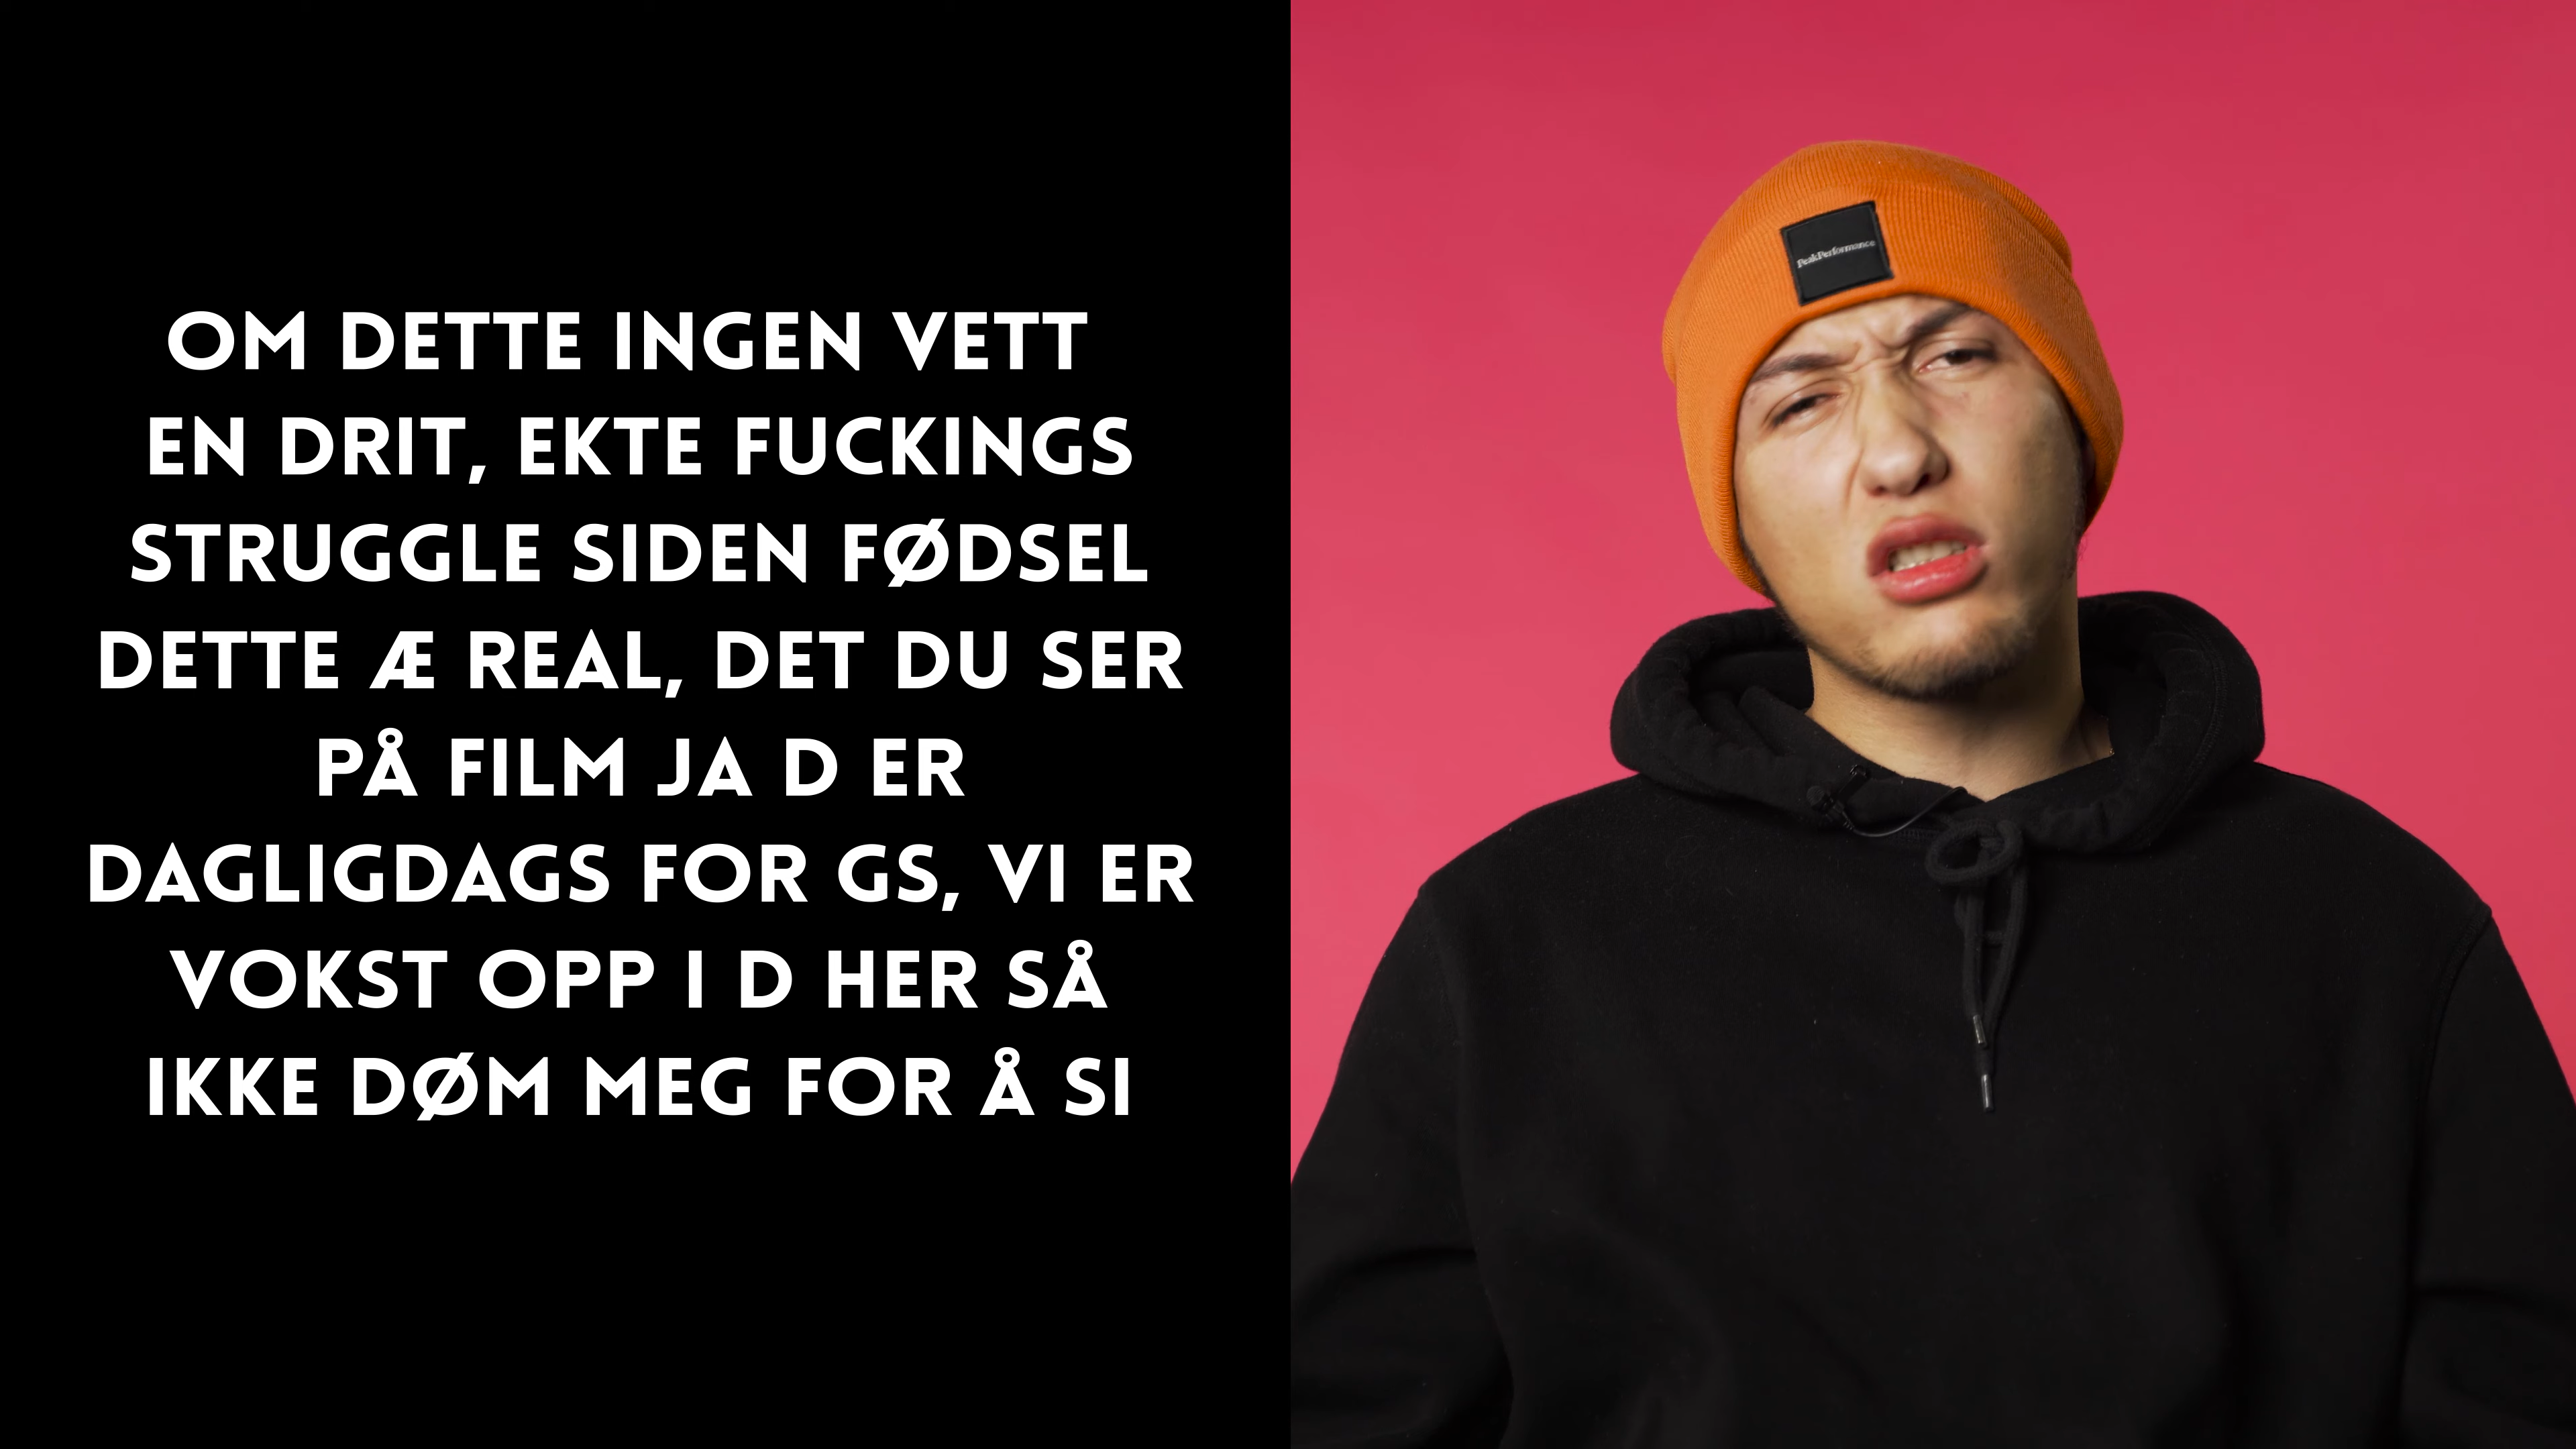 OM DETTE INGEN VETT
EN DRIT, EKTE FUCKINGS
STRUGGLE SIDEN FØDSEL
DETTE Æ REAL, DET DU SER
PÅ FILM JA D ER
DAGLIGDAGS FOR GS, VI ER
VOKST OPP I D HER SÅ
IKKE DØM MEG FOR Å SI
PeakPerformance